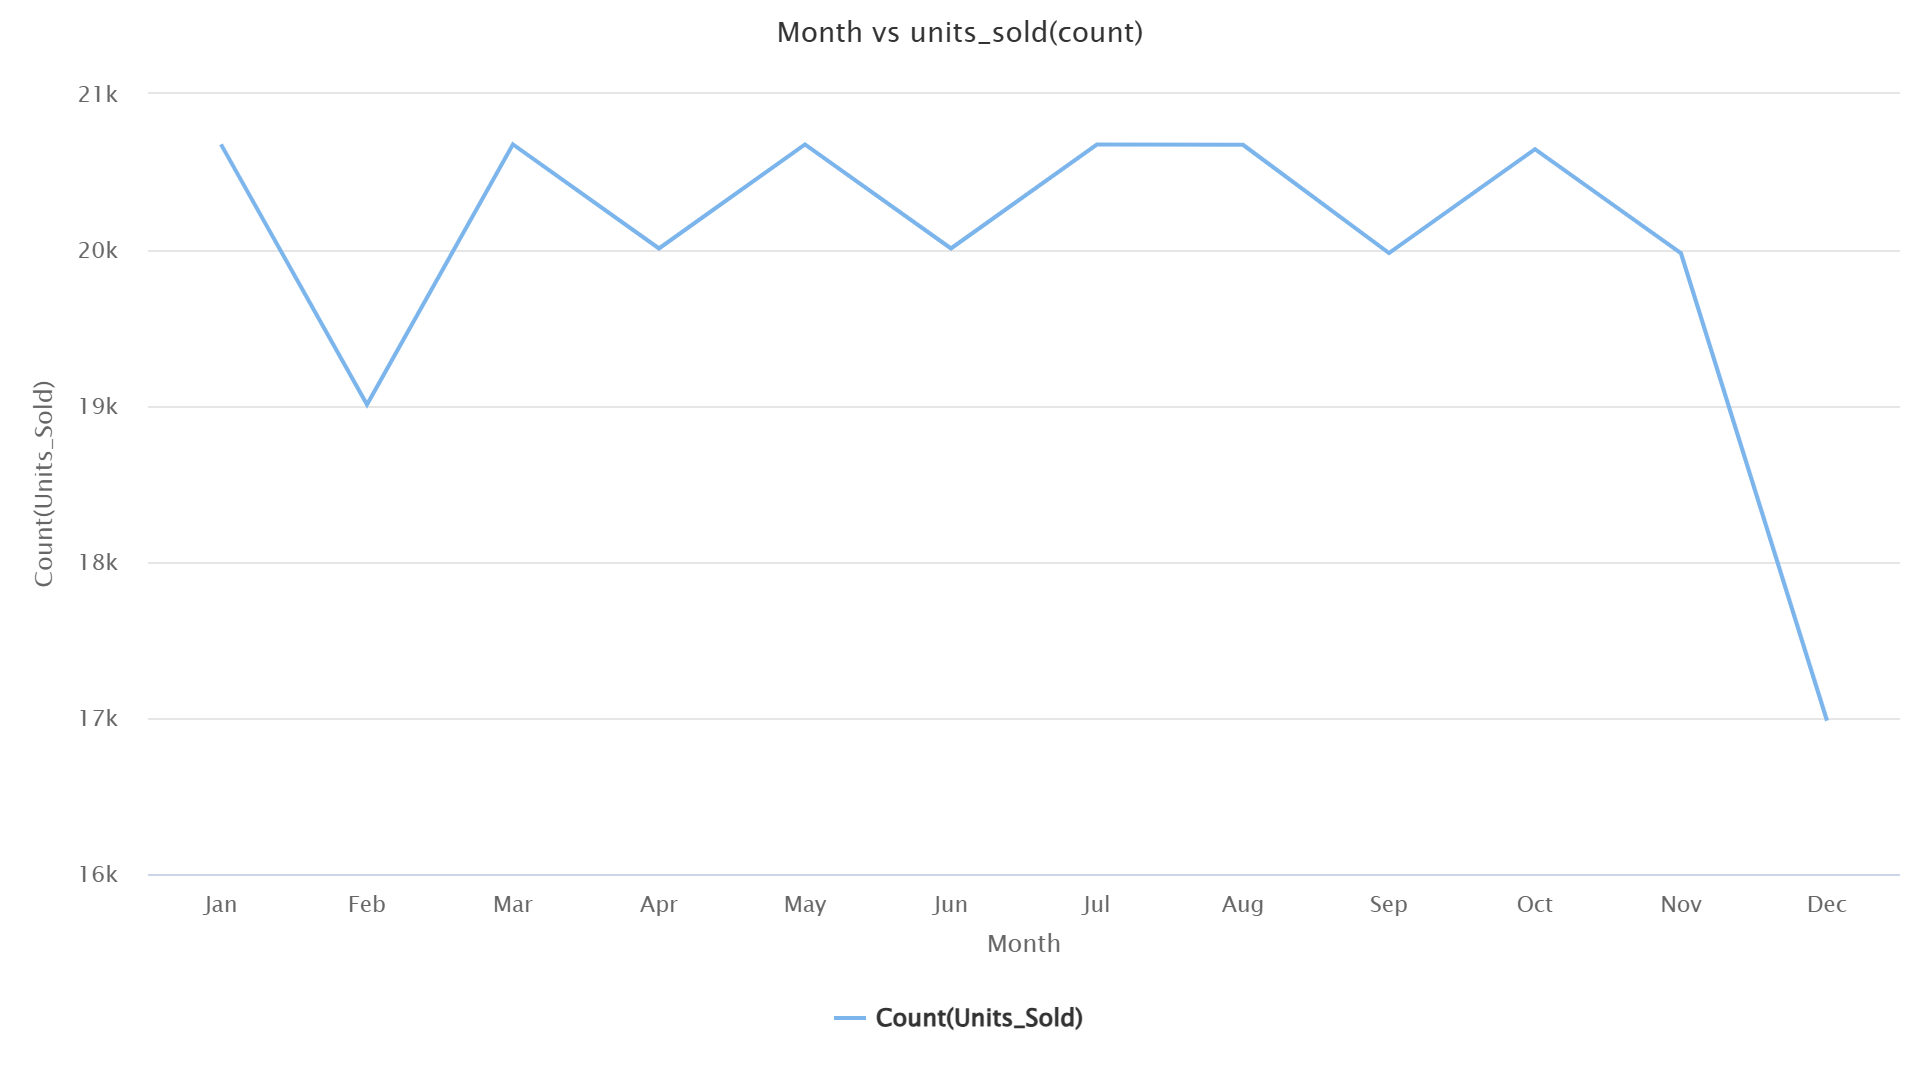 Month vs units_sold(count)
21k
20k
19k
18k
17k
16k
Count(Units_Sold)
Jan Feb Mar Apr May Jun Jul Aug Sep Oct Nov Dec
Month
Count(Units_Sold)